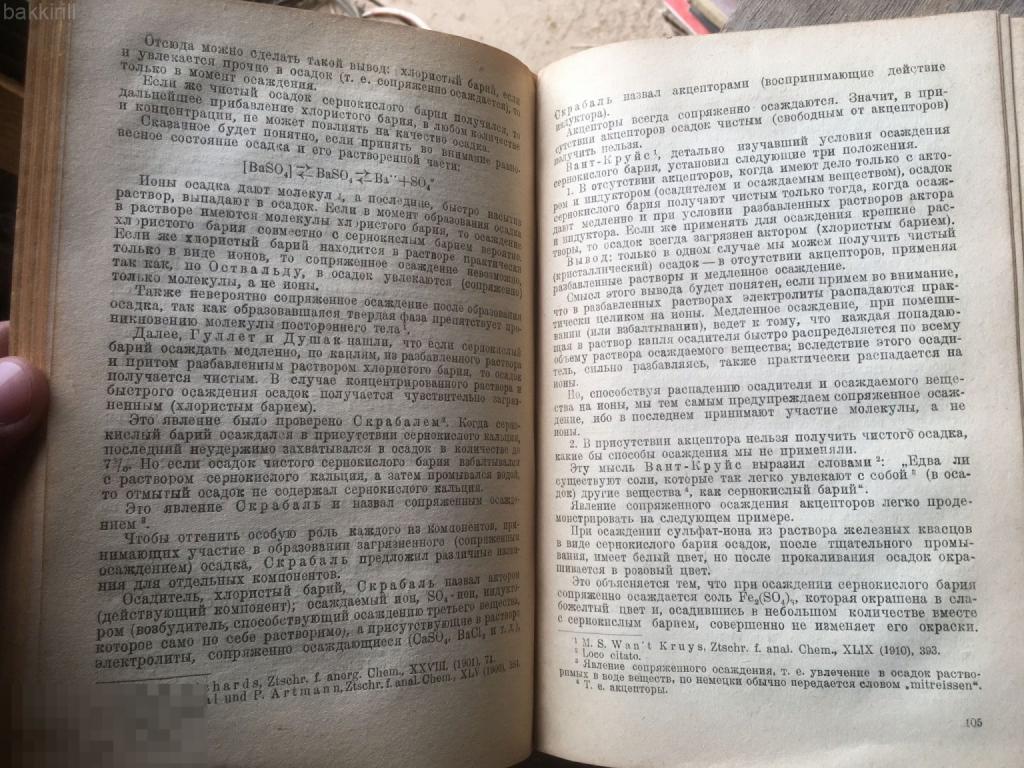 bakkirill
Отсюда можно сделать такой вывод: хлористый барий, если
и увлекается прочно в осадок (т. е. сопряженно осаждается), то
только в момент осаждения.
Если же чистый осадок сернокислого бария получился, то
дальнейшее прибавление хлористого бария, в любом количестве
и концентрации, не может повлиять на качество осадка.
Сказанное будет понятно, если принять во внимание равно-
весное состояние осадка и его растворенной части:
[BaSO₄] ⇄ BaSO₄ ⇄ Ba¨ + SO₄"
Ионы осадка дают молекулы, а последние, быстро насытив
раствор, выпадают в осадок. Если в момент образования осадка
в растворе имеются молекулы хлористого бария, то осаждение
хлористого бария совместно с сернокислым барием вероятно.
Если же хлористый барий находится в растворе практически
только в виде ионов, то сопряженное осаждение невозможно,
так как, по Оствальду, в осадок увлекаются (сопряженно)
только молекулы, а не ионы.
Также невероятно сопряженное осаждение после образования
осадка, так как образовавшаяся твердая фаза препятствует про-
никновению молекулы постороннего тела¹.
Далее, Гуллет и Душак нашли, что если сернокислый
барий осаждать медленно, по каплям, из разбавленного раствора
и притом разбавленным раствором хлористого бария, то осадок
получается чистым. В случае концентрированного раствора и
быстрого осаждения осадок получается чувствительно загряз-
ненным (хлористым барием).
Это явление было проверено Скрабалем². Когда серно-
кислый барий осаждался в присутствии сернокислого кальция,
последний неудержимо захватывался в осадок в количестве до
7%. Но если осадок чистого сернокислого бария взбалтывался
с раствором сернокислого кальция, а затем промывался водой,
то отмытый осадок не содержал сернокислого кальция.
Это явление Скрабаль и назвал сопряженным осажде-
нием³.
Чтобы оттенить особую роль каждого из компонентов, при-
нимающих участие в образовании загрязненного (сопряженным
осаждением) осадка, Скрабаль предложил различные назва-
ния для отдельных компонентов.
Осадитель, хлористый барий, Скрабаль назвал актором
(действующий компонент); осаждаемый ион, SO₄-ион, индукто-
ром (возбудитель, способствующий осаждению третьего вещества,
которое само по себе растворимо), а присутствующие в растворе
электролиты, сопряженно осаждающиеся (CaSO₄, BaCl₂ и т. д.),
hards, Ztschr. f. anorg. Chem., XXVIII. (1901), 71.
al und P. Artmann, Ztschr. f. anal. Chem., XLV
Скрабаль назвал акцепторами (воспринимающие действие
индуктора).
Акцепторы всегда сопряженно осаждаются. Значит, в при-
сутствии акцепторов осадок чистым (свободным от акцепторов)
получить нельзя.
Вант-Круйс¹, детально изучавший условия осаждения
сернокислого бария, установил следующие три положения.
1. В отсутствии акцепторов, когда имеют дело только с акто-
ром и индуктором (осадителем и осаждаемым веществом), осадок
сернокислого бария получают чистым только тогда, когда осаж-
дают медленно и при условии разбавленных растворов актора
и индуктора. Если же применять для осаждения крепкие рас-
творы, то осадок всегда загрязнен актором (хлористым барием).
Вывод: только в одном случае мы можем получить чистый
(кристаллический) осадок — в отсутствии акцепторов, применяя
разбавленные растворы и медленное осаждение.
Смысл этого вывода будет понятен, если примем во внимание,
что в разбавленных растворах электролиты распадаются прак-
тически целиком на ионы. Медленное осаждение, при помеши-
вании (или взбалтывании), ведет к тому, что каждая попадаю-
щая в раствор капля осадителя быстро распределяется по всему
объему раствора осаждаемого вещества; вследствие этого осади-
тель, сильно разбавляясь, также практически распадается на
ионы.
Но, способствуя распадению осадителя и осаждаемого веще-
ства на ионы, мы тем самым предупреждаем сопряженное осаж-
дение, ибо в последнем принимают участие молекулы, а не
ионы.
2. В присутствии акцептора нельзя получить чистого осадка,
какие бы способы осаждения мы не применяли.
Эту мысль Вант-Круйс выразил словами²: „Едва ли
существуют соли, которые так легко увлекают с собой³ (в оса-
док) другие вещества⁴, как сернокислый барий“.
Явление сопряженного осаждения акцепторов легко проде-
монстрировать на следующем примере.
При осаждении сульфат-иона из раствора железных квасцов
в виде сернокислого бария осадок, после тщательного промы-
вания, имеет белый цвет, но после прокаливания осадок окра-
шивается в розовый цвет.
Это объясняется тем, что при осаждении сернокислого бария
сопряженно осаждается соль Fe₂(SO₄)₃, которая окрашена в сла-
божелтый цвет и, осадившись в небольшом количестве вместе
с сернокислым барием, совершенно не изменяет его окраски.
¹ M. S. Wan't Kruys, Ztschr. f. anal. Chem., XLIX (1910), 393.
² Loco citato.
³ Явление сопряженного осаждения, т. е. увлечение в осадок раство-
римых в воде веществ, по немецки обычно передается словом „mitreissen“.
⁴ Т. е. акцепторы.
105